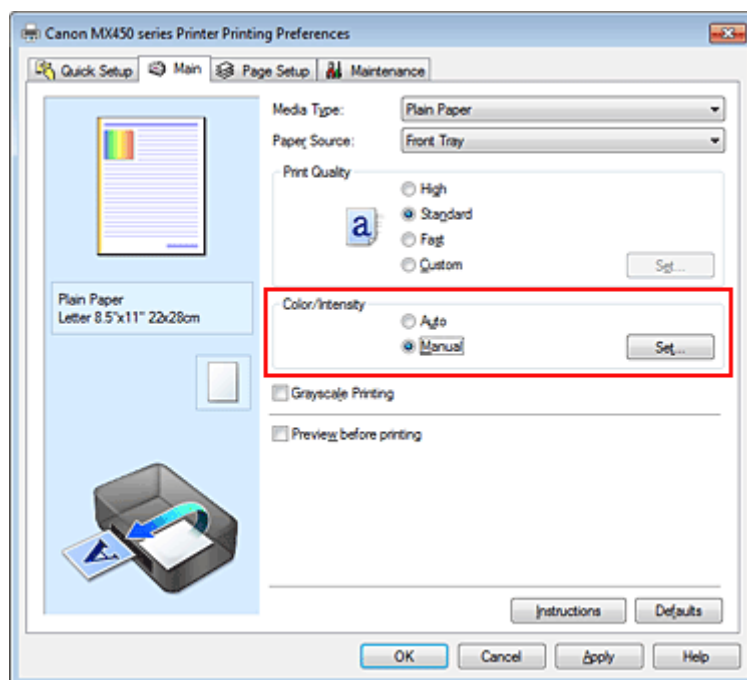 Canon MX450 series Printer Printing Preferences
Quick Setup Main Page Setup Maintenance
Media Type: Plain Paper
Paper Source: Front Tray
Print Quality
High
Standard
Fast
Custom Set...
a
Plain Paper
Letter 8.5"x11" 22x28cm
Color/Intensity
Auto
Manual Set...
Grayscale Printing
Preview before printing
A
Instructions Defaults
OK Cancel Apply Help